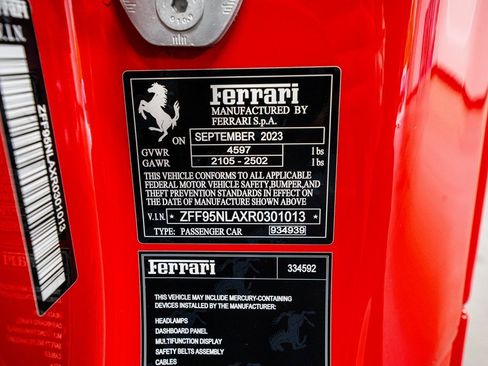 V.I.N.
ZFF95NLAXR0301013
Ferrari
MANUFACTURED BY
FERRARI S.p.A.
ON SEPTEMBER 2023
GVWR 4597 lbs
GAWR 2105 - 2502 lbs
THIS VEHICLE CONFORMS TO ALL APPLICABLE
FEDERAL MOTOR VEHICLE SAFETY,BUMPER,AND
THEFT PREVENTION STANDARDS IN EFFECT ON
THE DATE OF MANUFACTURE SHOWN ABOVE.
V.I.N. * ZFF95NLAXR0301013 *
TYPE: PASSENGER CAR 934939
Ferrari 334592
THIS VEHICLE MAY INCLUDE MERCURY-CONTAINING
DEVICES INSTALLED BY THE MANUFACTURER:
HEADLAMPS
DASHBOARD PANEL
MULTIFUNCTION DISPLAY
SAFETY BELTS ASSEMBLY
CABLES